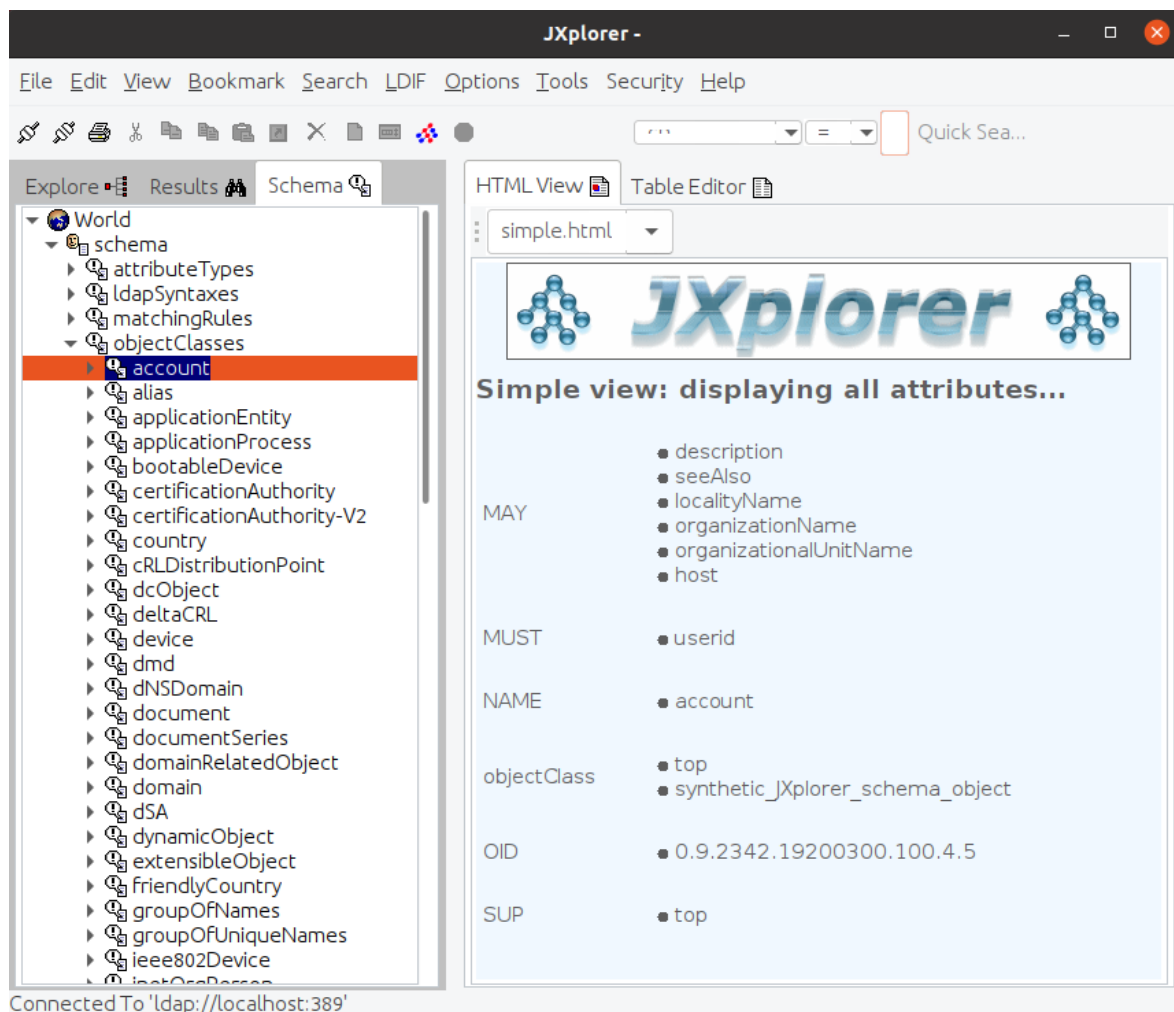 JXplorer -
File Edit View Bookmark Search LDIF Options Tools Security Help
= Quick Sea...
Explore Results Schema
HTML View Table Editor
World
schema
attributeTypes
ldapSyntaxes
matchingRules
objectClasses
account
alias
applicationEntity
applicationProcess
bootableDevice
certificationAuthority
certificationAuthority-V2
country
cRLDistributionPoint
dcObject
deltaCRL
device
dmd
dNSDomain
document
documentSeries
domainRelatedObject
domain
dSA
dynamicObject
extensibleObject
friendlyCountry
groupOfNames
groupOfUniqueNames
ieee802Device
inetOrgPerson
simple.html
JXplorer
Simple view: displaying all attributes...
MAY
description
seeAlso
localityName
organizationName
organizationalUnitName
host
MUST
userid
NAME
account
objectClass
top
synthetic_JXplorer_schema_object
OID
0.9.2342.19200300.100.4.5
SUP
top
Connected To 'ldap://localhost:389'